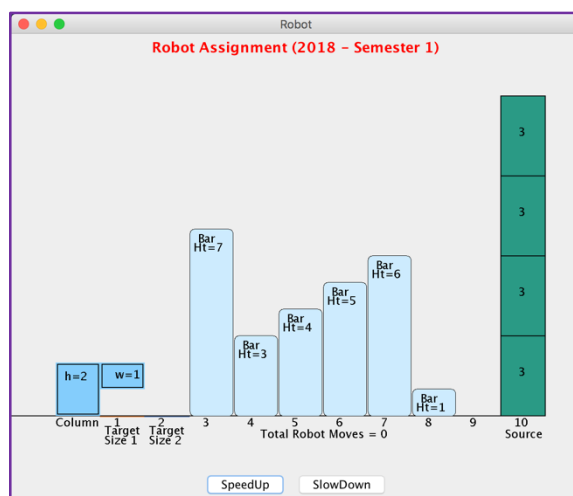 Robot
Robot Assignment (2018 - Semester 1)
3
3
Bar
Ht=7
Bar
Ht=6
Bar
Ht=5
3
Bar
Ht=4
Bar
Ht=3
h=2
w=1
3
Bar
Ht=1
Column 1 2 3 4 5 6 7 8 9 10
Target
Size 1
Target
Size 2
Total Robot Moves = 0
Source
SpeedUp
SlowDown